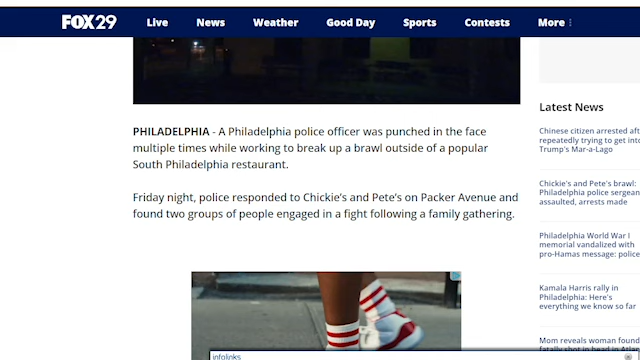 FOX 29 Live News Weather Good Day Sports Contests More
PHILADELPHIA - A Philadelphia police officer was punched in the face
multiple times while working to break up a brawl outside of a popular
South Philadelphia restaurant.
Friday night, police responded to Chickie's and Pete's on Packer Avenue and
found two groups of people engaged in a fight following a family gathering.
Latest News
Chinese citizen arrested aft
repeatedly trying to get into
Trump's Mar-a-Lago
Chickie's and Pete's brawl:
Philadelphia police sergean
assaulted, arrests made
Philadelphia World War I
memorial vandalized with
pro-Hamas message: police
Kamala Harris rally in
Philadelphia: Here's
everything we know so far
Mom reveals woman found
infolinks